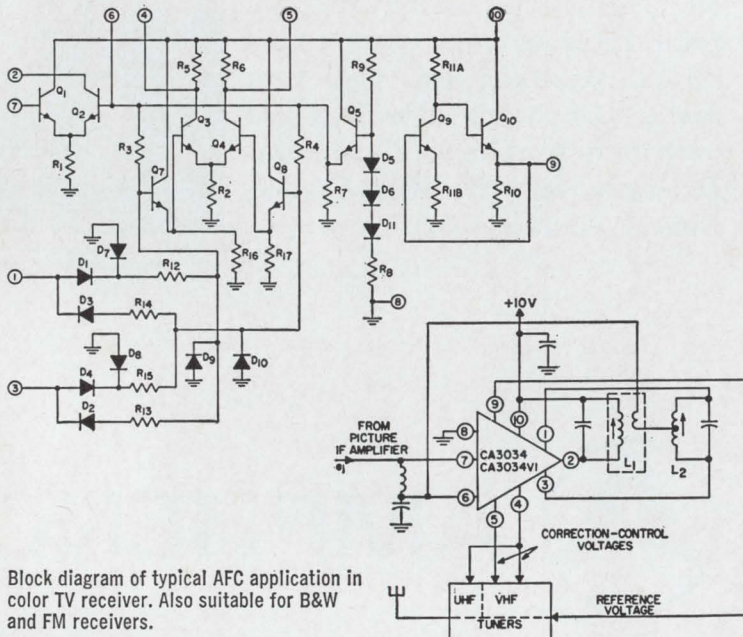 6
4
5
10
2
7
Q1
Q2
R1
R5
R6
Q3
Q4
R3
Q7
R2
Q8
R4
R9
Q5
R7
D5
D6
D11
R8
8
R11A
Q9
Q10
R11B
R10
9
R16
R17
1
D7
D1
R12
D3
R14
D8
3
D4
R15
D2
R13
D9
D10
+10V
FROM
PICTURE
IF AMPLIFIER
e1
8
7
6
CA3034
CA3034V1
9
10
1
2
3
5
4
L1
L2
CORRECTION-CONTROL
VOLTAGES
UHF
VHF
TUNERS
REFERENCE
VOLTAGE
Block diagram of typical AFC application in
color TV receiver. Also suitable for B&W
and FM receivers.